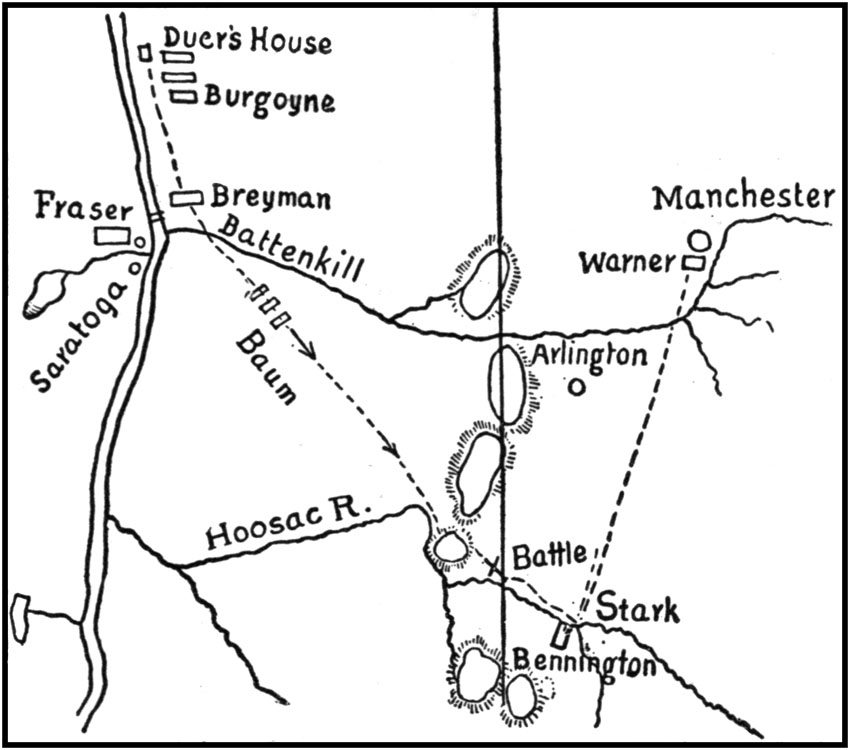 Duer's House
Burgoyne
Breyman
Fraser
Manchester
Battenkill
Warner
Saratoga
Baum
Arlington
Hoosac R.
Battle
Stark
Bennington